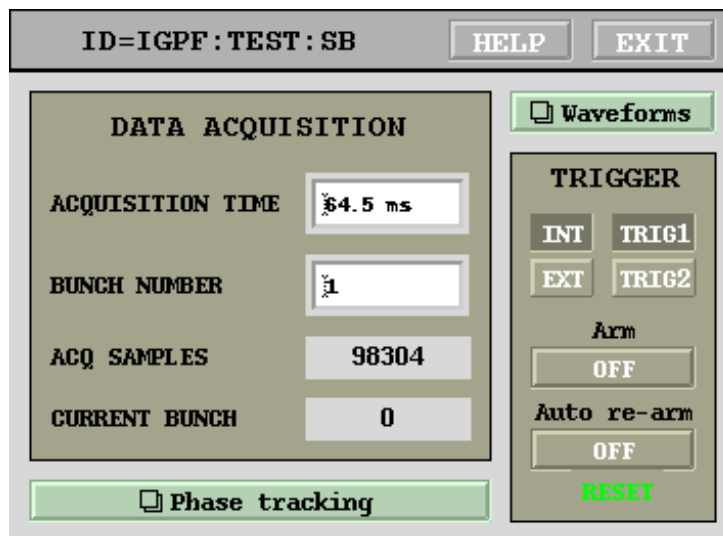 ID=IGPF:TEST:SB HELP EXIT
DATA ACQUISITION
ACQUISITION TIME 64.5 ms
BUNCH NUMBER 1
ACQ SAMPLES 98304
CURRENT BUNCH 0
Phase tracking
Waveforms
TRIGGER
INT TRIG1
EXT TRIG2
Arm
OFF
Auto re-arm
OFF
RESET